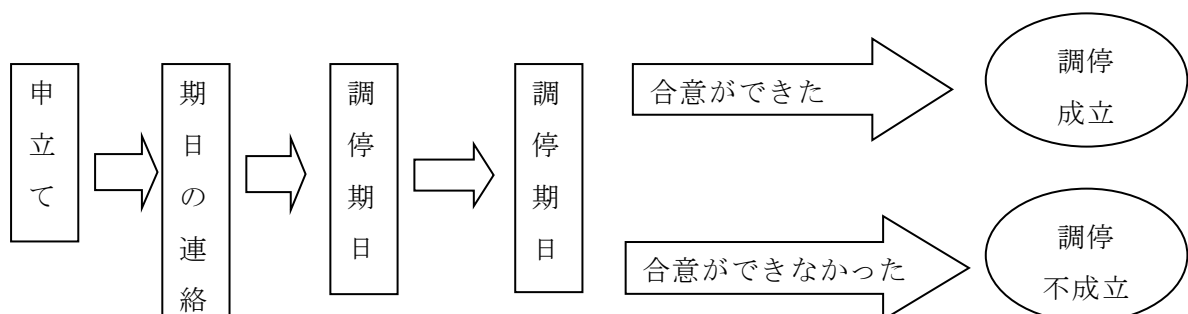 申立て
期日の連絡
調停期日
調停期日
合意ができた
調停
成立
合意ができなかった
調停
不成立